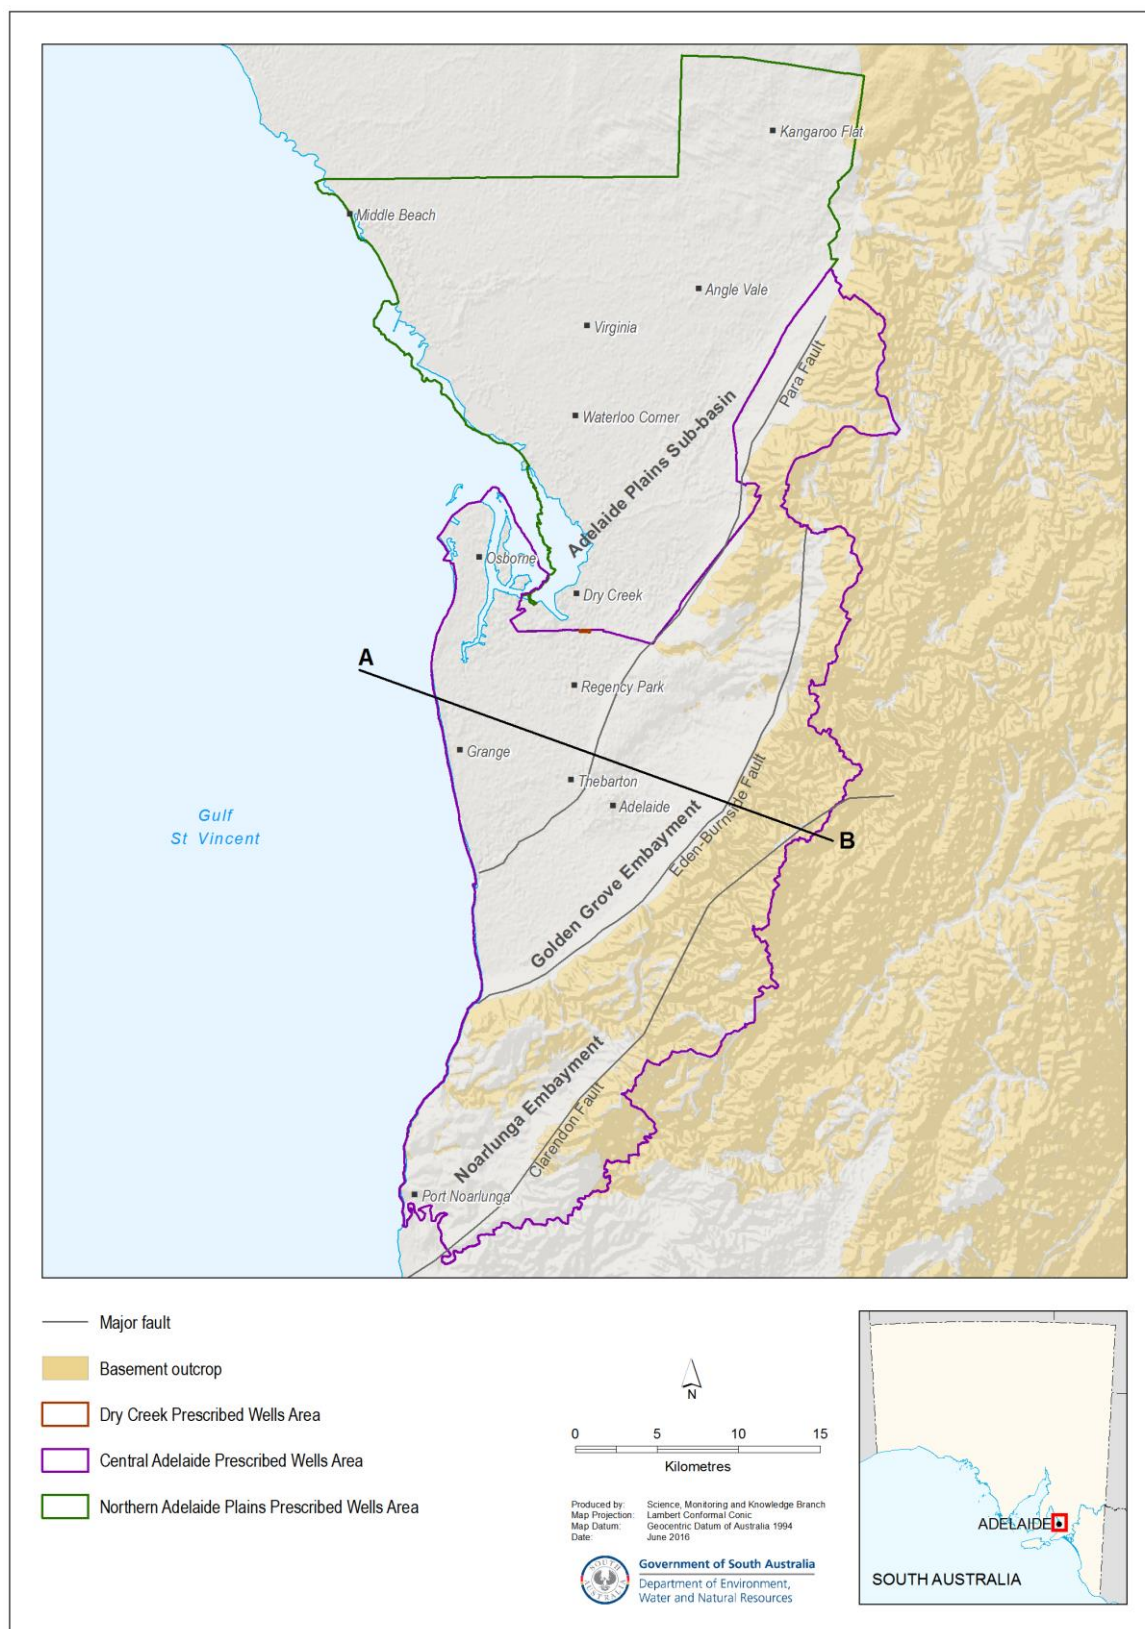 Kangaroo Flat
Middle Beach
Angle Vale
Virginia
Para Fault
Waterloo Corner
Adelaide Plains Sub-basin
Osborne
Dry Creek
A
Regency Park
Grange
Thebarton
Adelaide
Eden-Burnside Fault
B
Gulf
St Vincent
Golden Grove Embayment
Noarlunga Embayment
Clarendon Fault
Port Noarlunga
Major fault
Basement outcrop
Dry Creek Prescribed Wells Area
Central Adelaide Prescribed Wells Area
Northern Adelaide Plains Prescribed Wells Area
N
0 5 10 15
Kilometres
Produced by: Science, Monitoring and Knowledge Branch
Map Projection: Lambert Conformal Conic
Map Datum: Geocentric Datum of Australia 1994
Date: June 2016
SOUTH AUSTRALIA
Government of South Australia
Department of Environment,
Water and Natural Resources
ADELAIDE
SOUTH AUSTRALIA